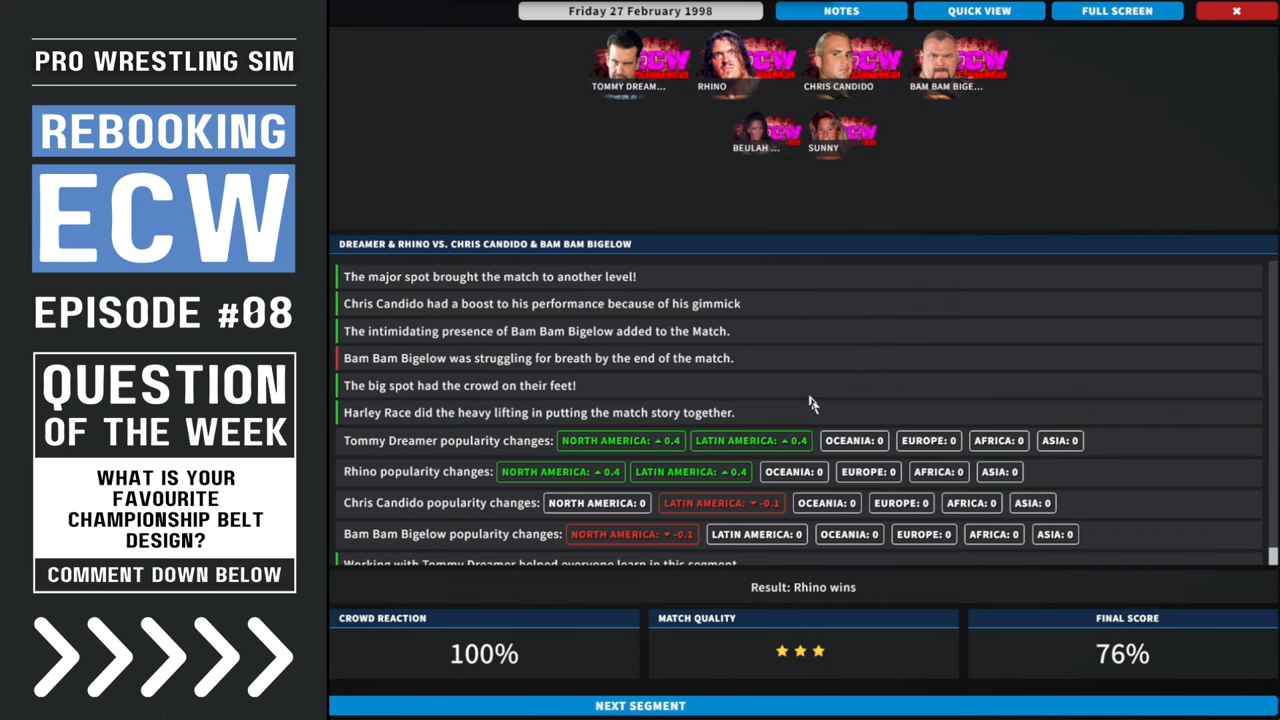 PRO WRESTLING SIM
REBOOKING
ECW
EPISODE #08
QUESTION
OF THE WEEK
WHAT IS YOUR
FAVOURITE
CHAMPIONSHIP BELT
DESIGN?
COMMENT DOWN BELOW
Friday 27 February 1998
NOTES
QUICK VIEW
FULL SCREEN
TOMMY DREAM...
RHINO
CHRIS CANDIDO
BAM BAM BIGE...
BEULAH ...
SUNNY
DREAMER & RHINO VS. CHRIS CANDIDO & BAM BAM BIGELOW
The major spot brought the match to another level!
Chris Candido had a boost to his performance because of his gimmick
The intimidating presence of Bam Bam Bigelow added to the Match.
Bam Bam Bigelow was struggling for breath by the end of the match.
The big spot had the crowd on their feet!
Harley Race did the heavy lifting in putting the match story together.
Tommy Dreamer popularity changes: NORTH AMERICA: 0.4 LATIN AMERICA: 0.4 OCEANIA: 0 EUROPE: 0 AFRICA: 0 ASIA: 0
Rhino popularity changes: NORTH AMERICA: 0.4 LATIN AMERICA: 0.4 OCEANIA: 0 EUROPE: 0 AFRICA: 0 ASIA: 0
Chris Candido popularity changes: NORTH AMERICA: 0 LATIN AMERICA: -0.1 OCEANIA: 0 EUROPE: 0 AFRICA: 0 ASIA: 0
Bam Bam Bigelow popularity changes: NORTH AMERICA: -0.1 LATIN AMERICA: 0 OCEANIA: 0 EUROPE: 0 AFRICA: 0 ASIA: 0
Working with Tommy Dreamer helped everyone learn in this segment
Result: Rhino wins
CROWD REACTION
100%
MATCH QUALITY
FINAL SCORE
76%
NEXT SEGMENT